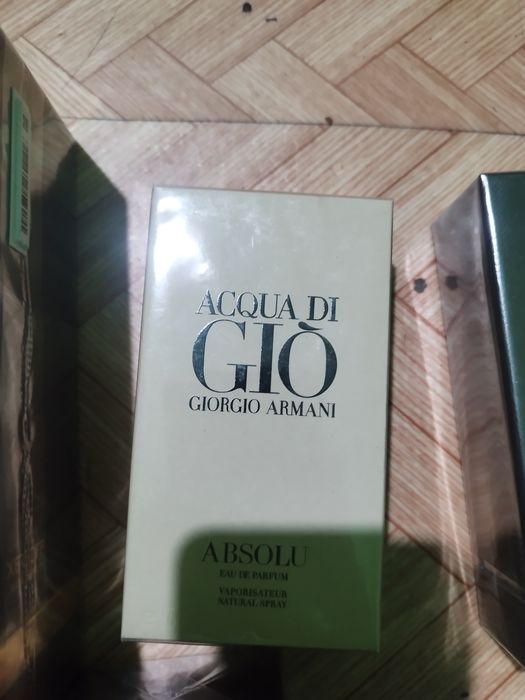 ACQUA DI
GIÒ
GIORGIO ARMANI
ABSOLU
EAU DE PARFUM
VAPORISATEUR
NATURAL SPRAY